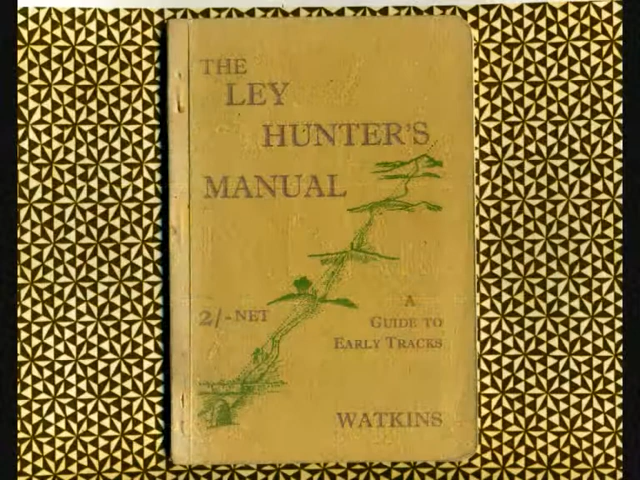 THE
LEY
HUNTER'S
MANUAL
2/-NET
A
GUIDE TO
EARLY TRACKS
WATKINS